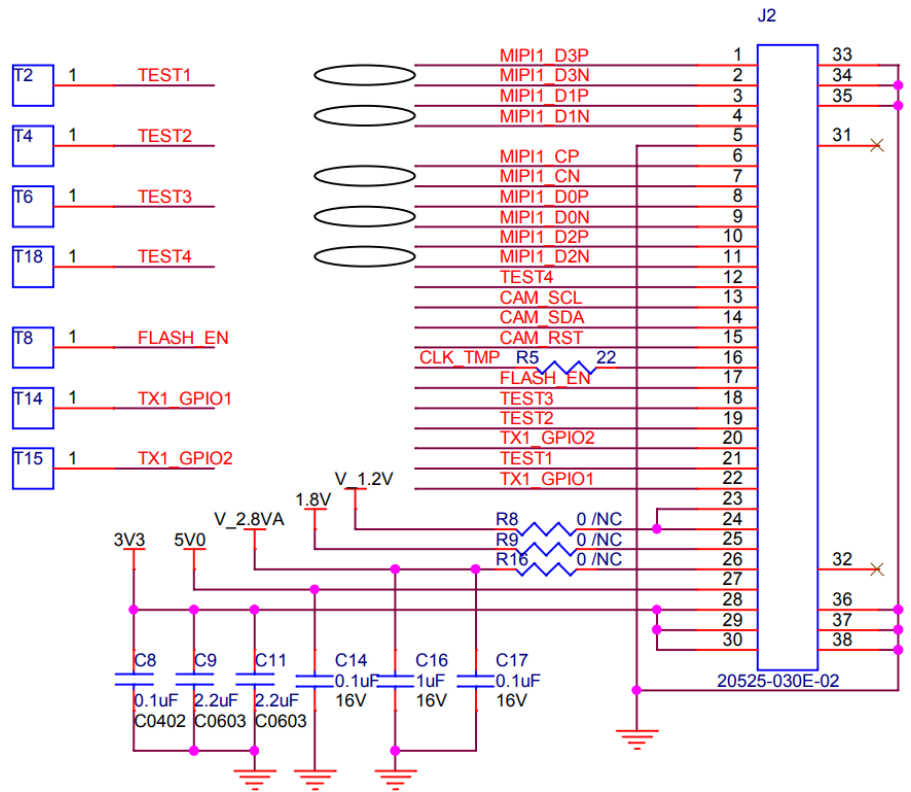 J2
MIPI1_D3P 1 33
T2 1 TEST1 MIPI1_D3N 2 34
MIPI1_D1P 3 35
T4 1 TEST2 MIPI1_D1N 4
5 31
MIPI1_CP 6
MIPI1_CN 7
T6 1 TEST3 MIPI1_D0P 8
MIPI1_D0N 9
MIPI1_D2P 10
T18 1 TEST4 MIPI1_D2N 11
TEST4 12
CAM_SCL 13
CAM_SDA 14
T8 1 FLASH_EN CAM_RST 15
CLK_TMP R5 22 16
FLASH_EN 17
T14 1 TX1_GPIO1 TEST3 18
TEST2 19
TX1_GPIO2 20
T15 1 TX1_GPIO2 TEST1 21
TX1_GPIO1 22
V_1.2V
1.8V 23
V_2.8VA R8 0 /NC 24
3V3 5V0 R9 0 /NC 25
R16 0 /NC 26 32
27
28 36
29 37
30 38
C8 C9 C11 C14 C16 C17
0.1uF 1uF 0.1uF 20525-030E-02
0.1uF 2.2uF 2.2uF 16V 16V 16V
C0402 C0603 C0603